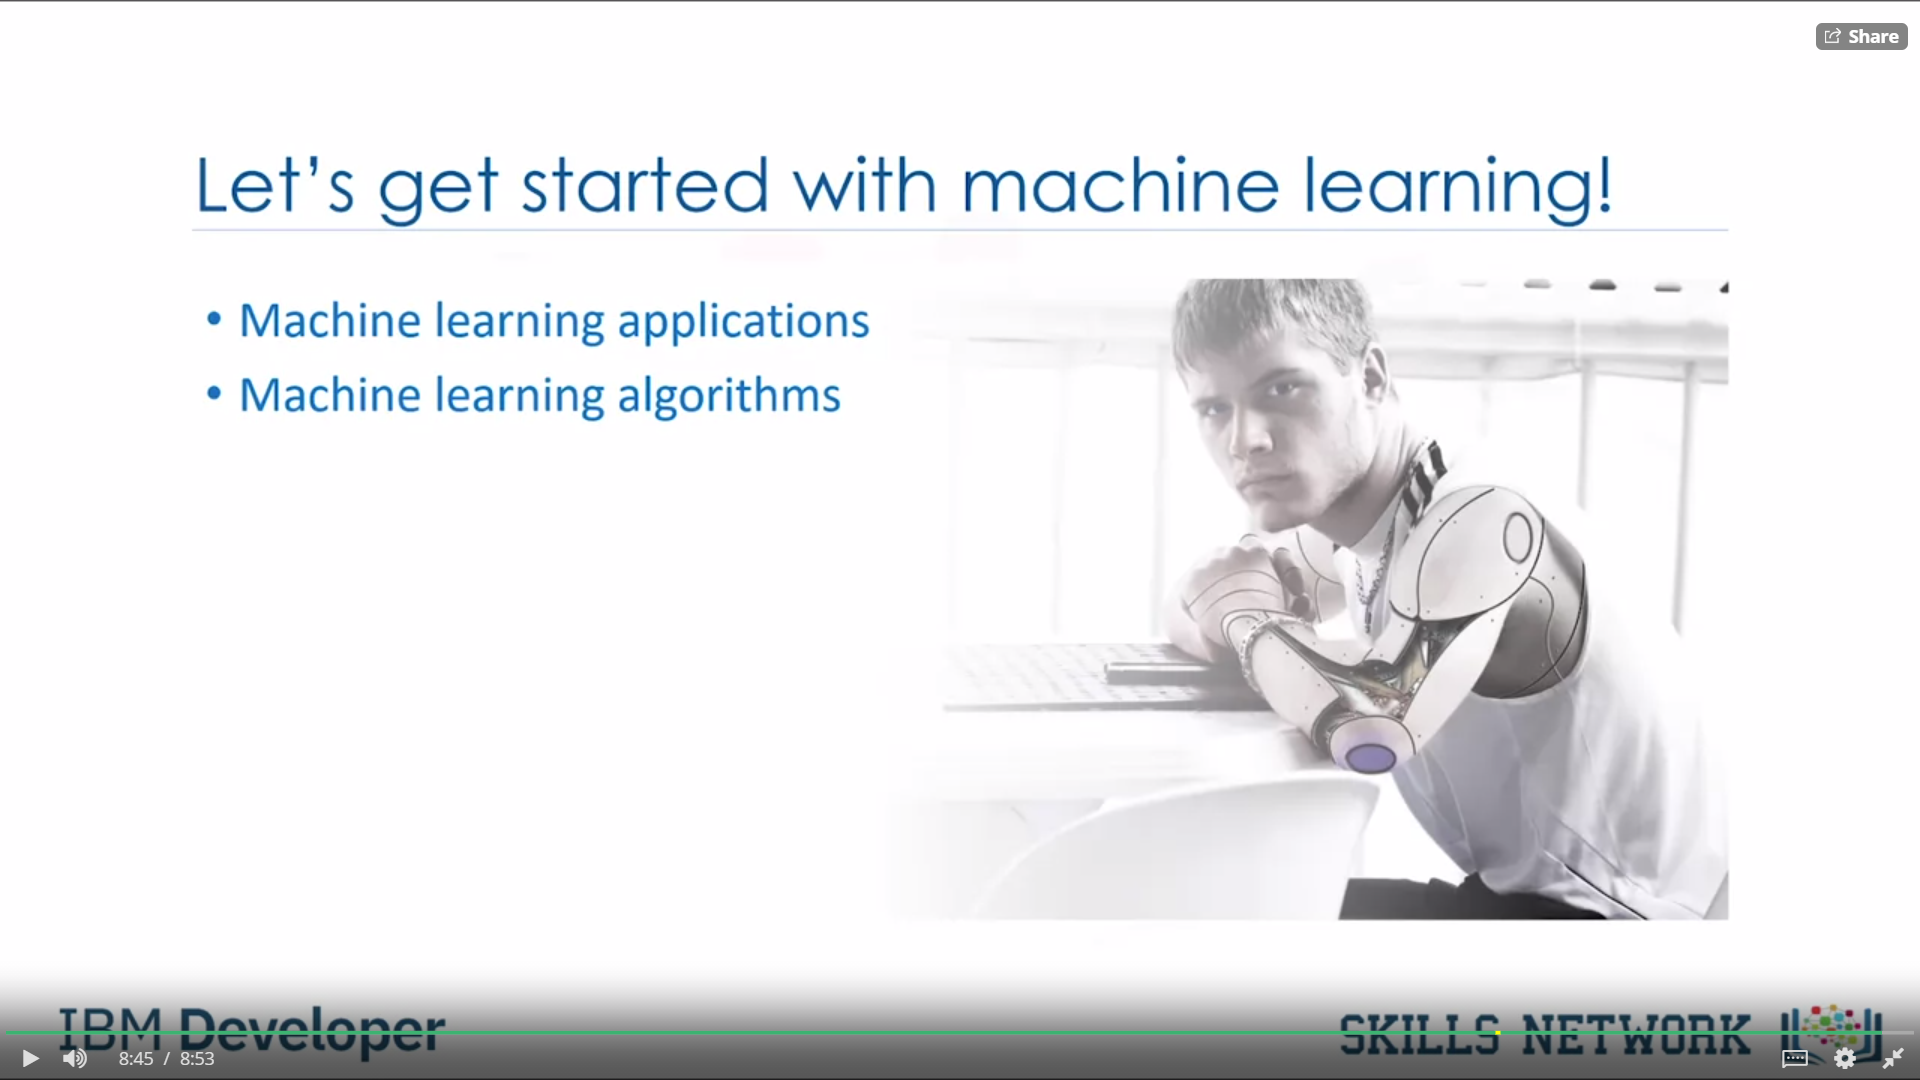 Share
Let's get started with machine learning!
• Machine learning applications
• Machine learning algorithms
IBM Developer
SKILLS NETWORK
8:45 / 8:53